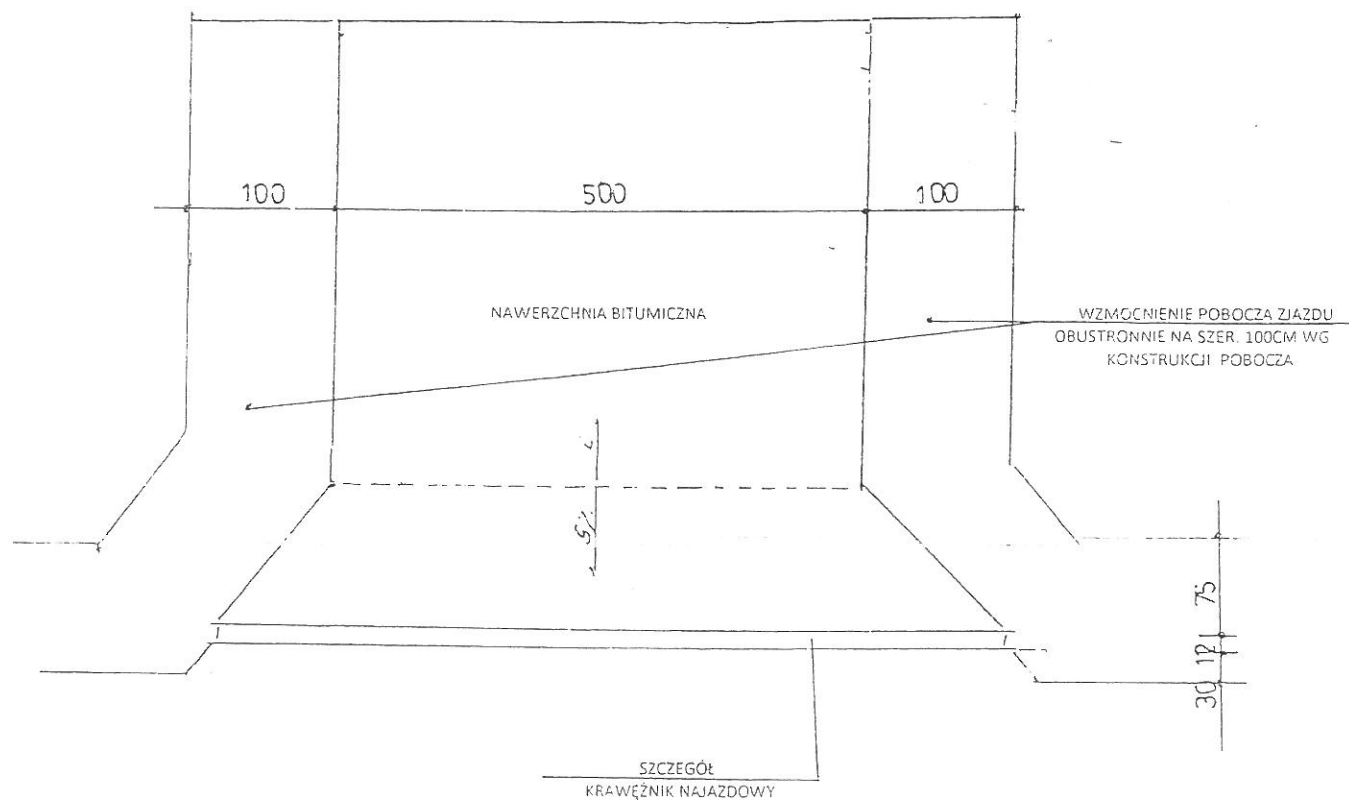 100
500
100
NAWERZCHNIA BITUMICZNA
WZMOCNIENIE POBOCZA ZJAZDU
OBUSTRONNIE NA SZER. 100CM WG
KONSTRUKCJI POBOCZA
5%
75
12
30
SZCZEGÓŁ
KRAWĘŻNIK NAJAZDOWY